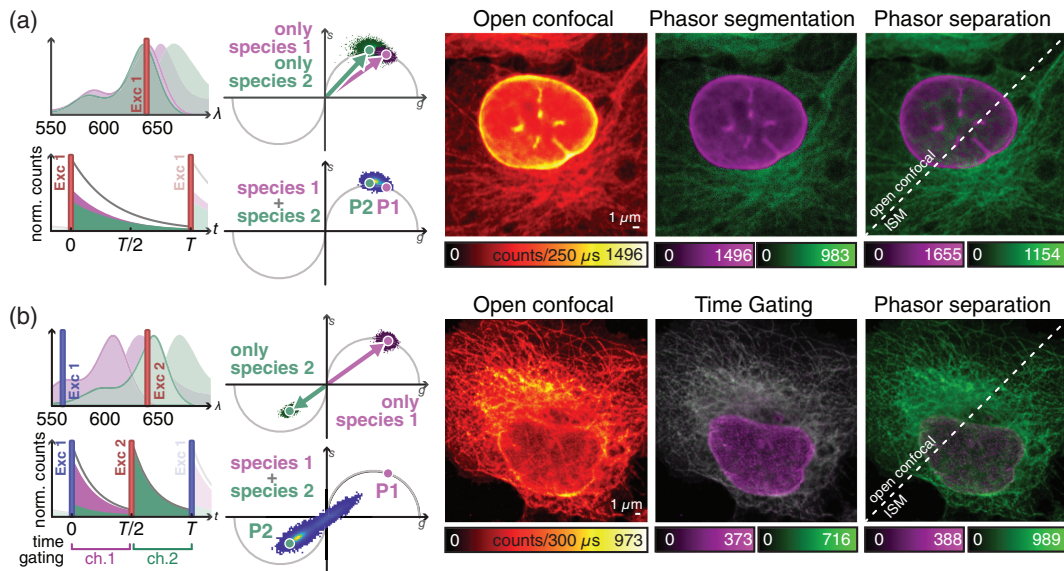 (a)
Exc 1
550 600 650 λ
norm. counts
Exc 1
Exc 1
0 T/2 T t
only
species 1
only
species 2
s
g
species 1
+
species 2
P2 P1
s
g
Open confocal
1 µm
0 counts/250 µs 1496
Phasor segmentation
0 1496 0 983
Phasor separation
open confocal
ISM
0 1655 0 1154
(b)
Exc 1
Exc 2
550 600 650 λ
norm. counts
Exc 1
Exc 2
Exc 1
0 T/2 T t
time
gating
ch.1 ch.2
only
species 2
only
species 1
s
g
species 1
+
species 2
P1
P2
s
g
Open confocal
1 µm
0 counts/300 µs 973
Time Gating
0 373 0 716
Phasor separation
open confocal
ISM
0 388 0 989